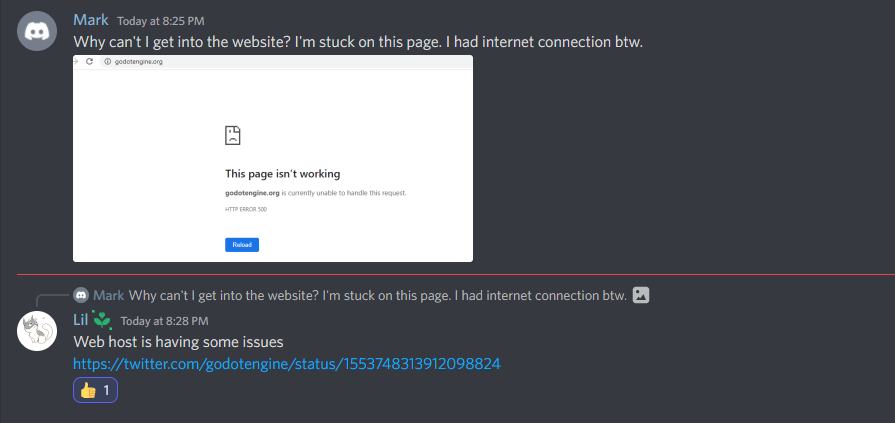 Mark Today at 8:25 PM
Why can't I get into the website? I'm stuck on this page. I had internet connection btw.
godotengine.org
This page isn't working
godotengine.org is currently unable to handle this request.
HTTP ERROR 500
Reload
Mark Why can't I get into the website? I'm stuck on this page. I had internet connection btw.
Lil Today at 8:28 PM
Web host is having some issues
https://twitter.com/godotengine/status/1553748313912098824
1